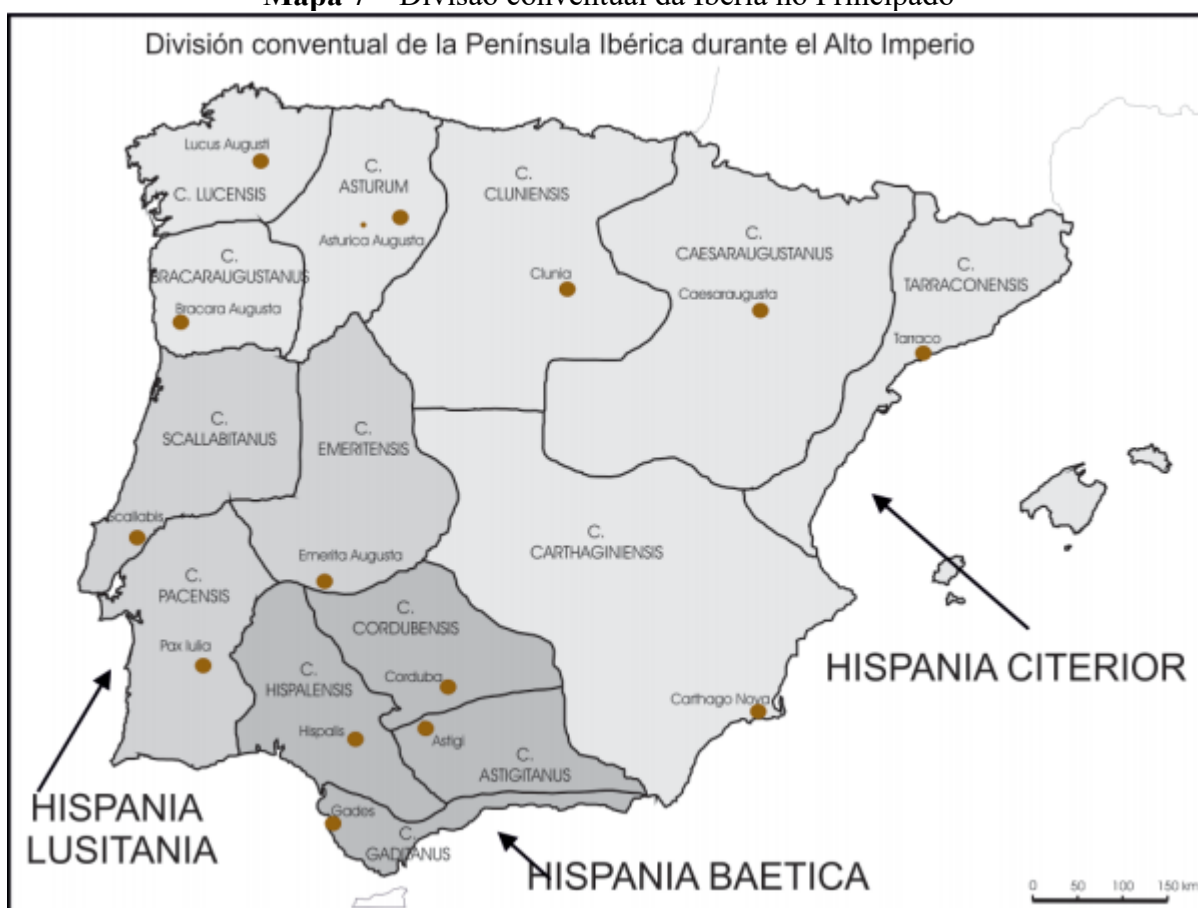 Mapa 7 – Divisão conventual da Ibéria no Principado
División conventual de la Península Ibérica durante el Alto Imperio
Lucus Augusti
C. LUCENSIS
C.
ASTURUM
Asturica Augusta
C.
CLUNIENSIS
Clunia
C.
CAESARAUGUSTANUS
Caesaraugusta
C.
TARRACONENSIS
Tarraco
C.
BRACARAUGUSTANUS
Bracara Augusta
C.
SCALLABITANUS
Scallabis
C.
EMERITENSIS
Emerita Augusta
C.
CARTHAGINIENSIS
Carthago Nova
C.
PACENSIS
Pax Iulia
C.
CORDUBENSIS
Corduba
C.
HISPALENSIS
Hispalis
Astigi
C.
ASTIGITANUS
Gades
C.
GADITANUS
HISPANIA CITERIOR
HISPANIA
LUSITANIA
HISPANIA BAETICA
0 50 100 150 km